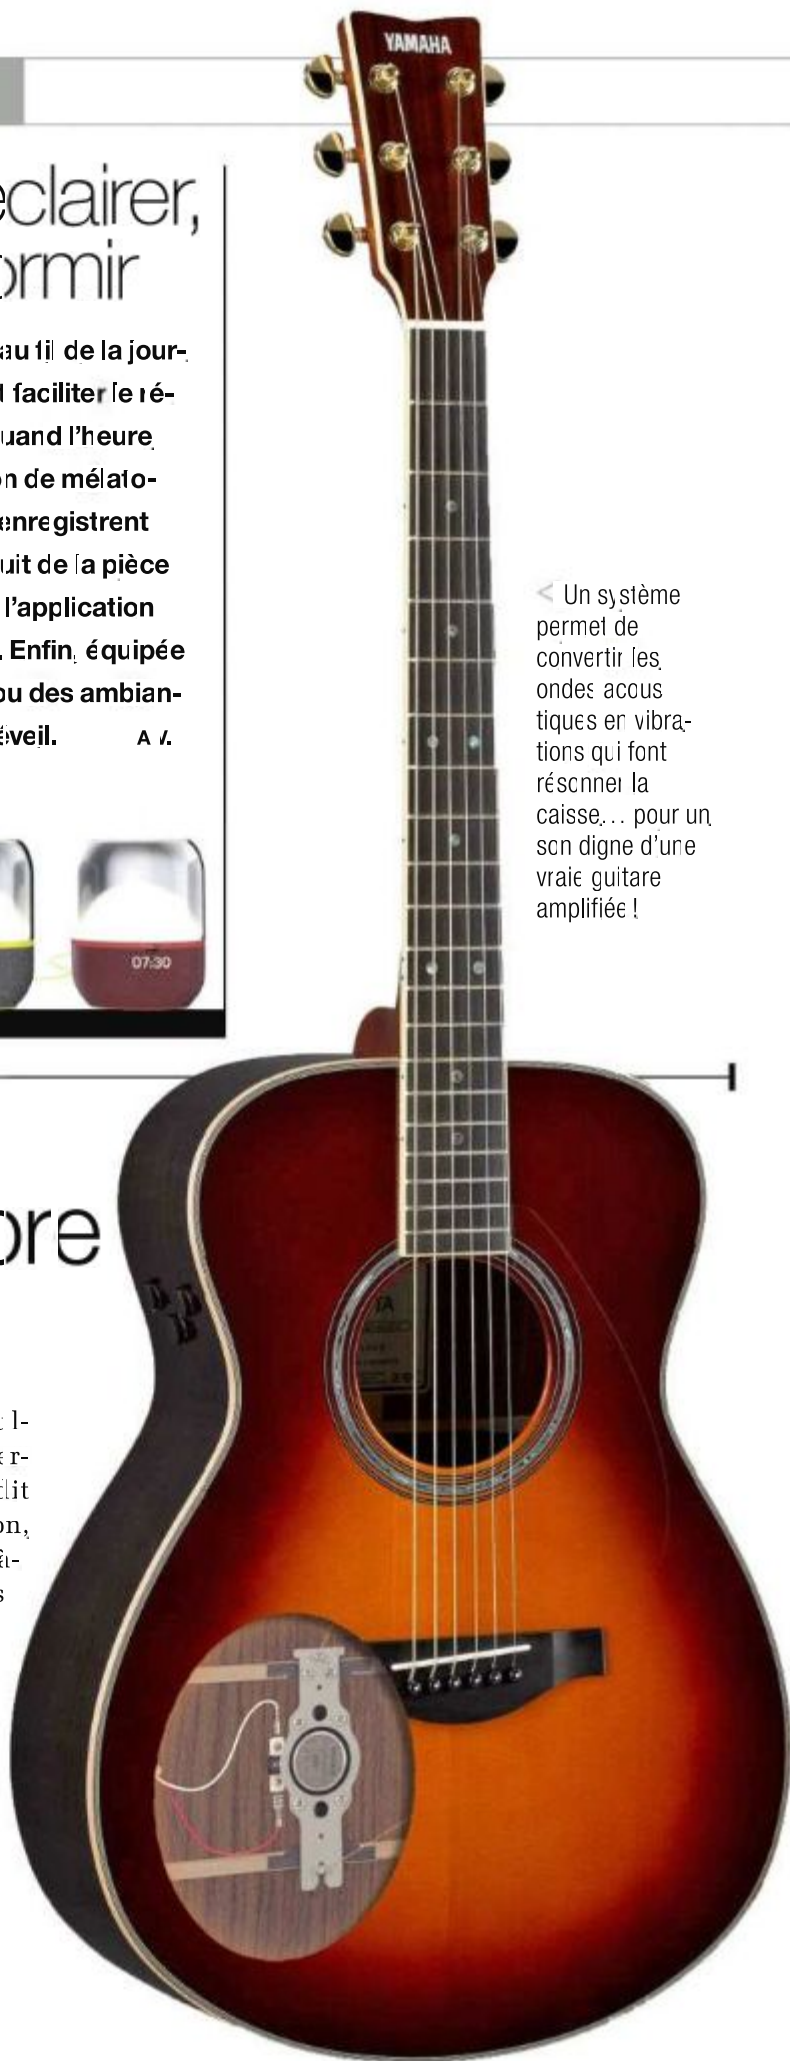 YAMAHA
éclairer,
ormir
au fil de la jour-
t faciliter le ré-
uand l'heure
on de mélato-
enregistrent
uit de la pièce
l'application
. Enfin, équipée
ou des ambian-
éveil. A. V.
07:30
< Un système
permet de
convertir les
ondes acous
tiques en vibra-
tions qui font
résonner la
caisse... pour un
son digne d'une
vraie guitare
amplifiée !
bre
l-
r-
dit
on,
â-
s